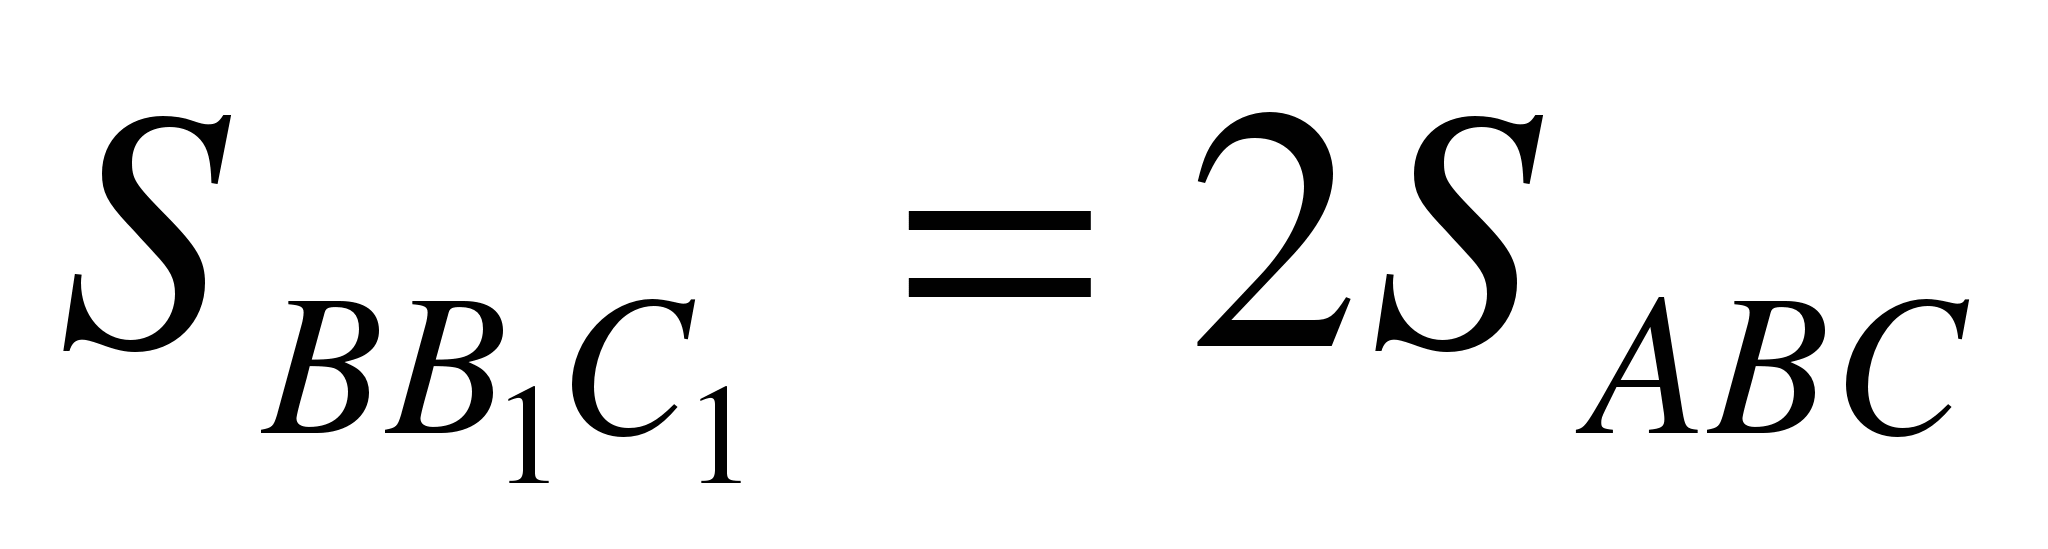 S_{BB_1C_1} = 2S_{ABC}